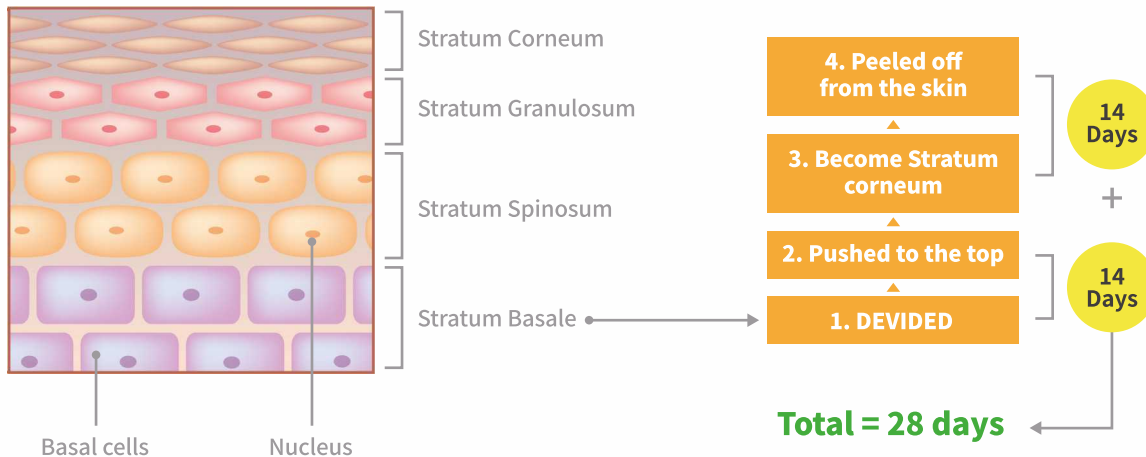 Stratum Corneum
Stratum Granulosum
Stratum Spinosum
Stratum Basale
Basal cells
Nucleus
4. Peeled off
from the skin
3. Become Stratum
corneum
2. Pushed to the top
1. DEVIDED
14
Days
+
14
Days
Total = 28 days